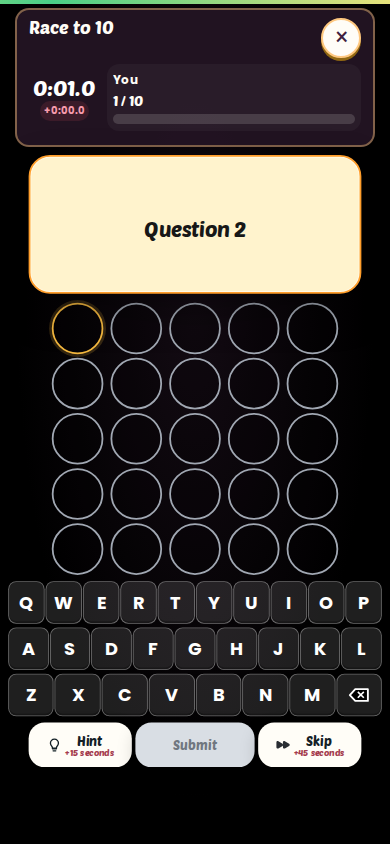 Race to 10
×
0:01.0
+0:00.0
You
1 / 10
Question 2
Q W E R T Y U I O P
A S D F G H J K L
Z X C V B N M
Hint
+15 seconds
Submit
Skip
+45 seconds